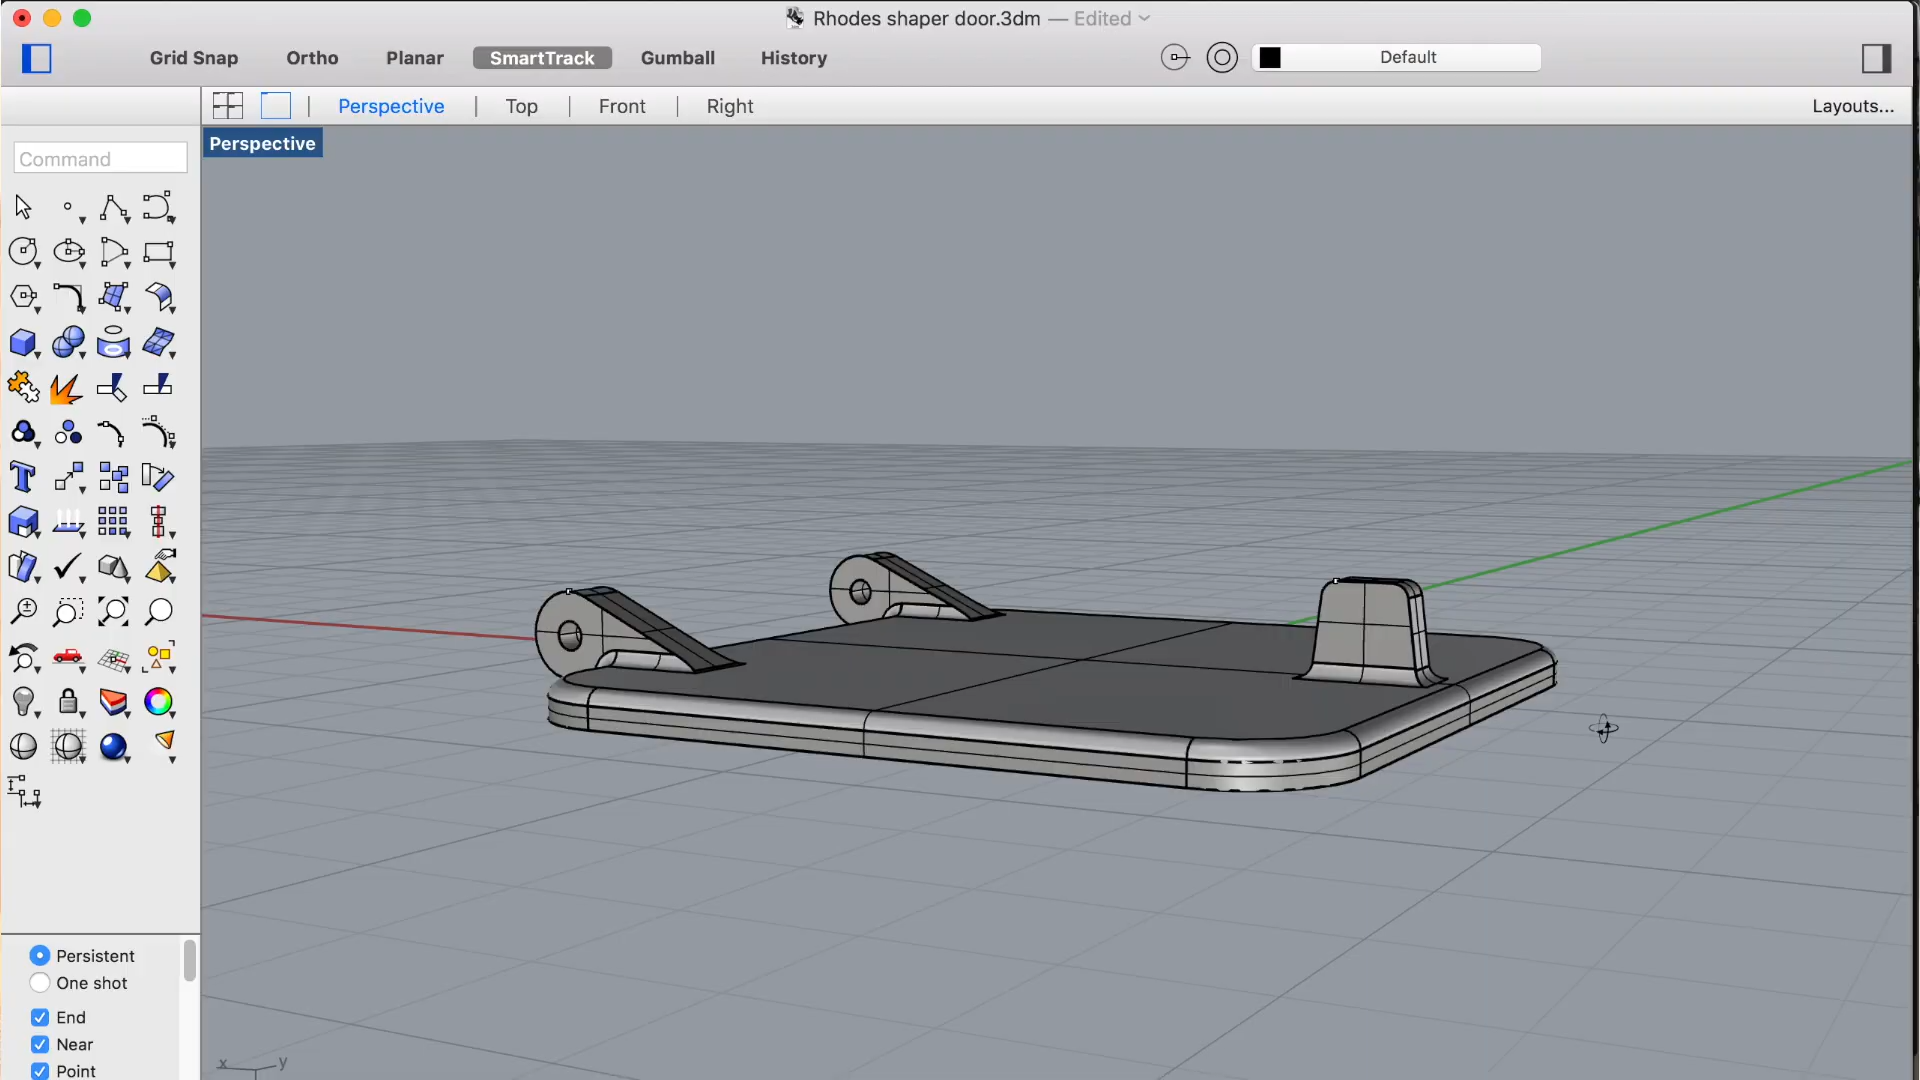 Rhodes shaper door.3dm — Edited
Grid Snap Ortho Planar SmartTrack Gumball History Default
Perspective | Top | Front | Right Layouts...
Perspective
Command
Persistent
One shot
End
Near
Point
x y